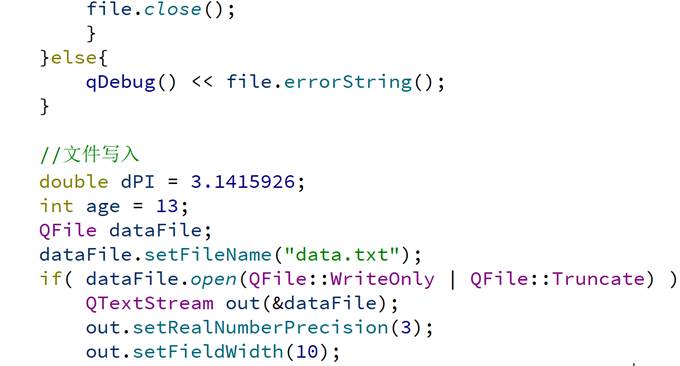 file.close();
}
}else{
qDebug() << file.errorString();
}
//文件写入
double dPI = 3.1415926;
int age = 13;
QFile dataFile;
dataFile.setFileName("data.txt");
if( dataFile.open(QFile::WriteOnly | QFile::Truncate) )
QTextStream out(&dataFile);
out.setRealNumberPrecision(3);
out.setFieldWidth(10);